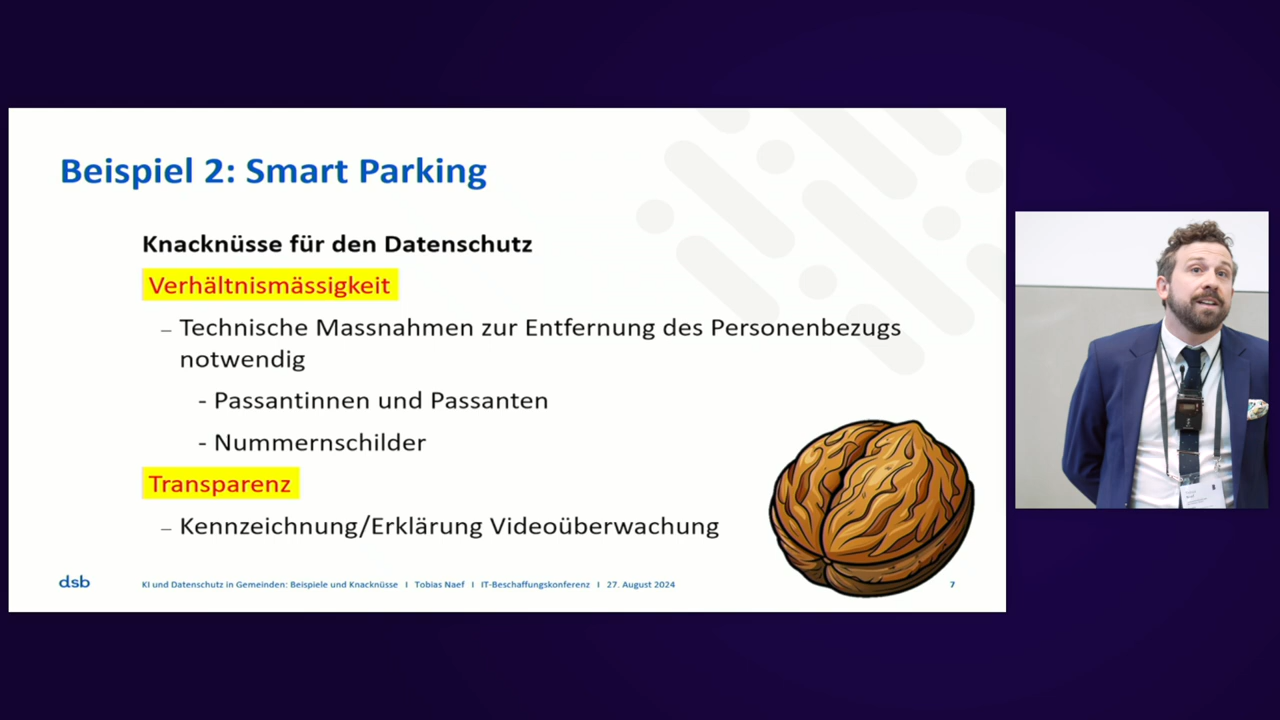 Beispiel 2: Smart Parking
Knacknüsse für den Datenschutz
Verhältnismässigkeit
– Technische Massnahmen zur Entfernung des Personenbezugs
notwendig
- Passantinnen und Passanten
- Nummernschilder
Transparenz
– Kennzeichnung/Erklärung Videoüberwachung
dsb
KI und Datenschutz in Gemeinden: Beispiele und Knacknüsse I Tobias Naef I IT-Beschaffungskonferenz I 27. August 2024
7